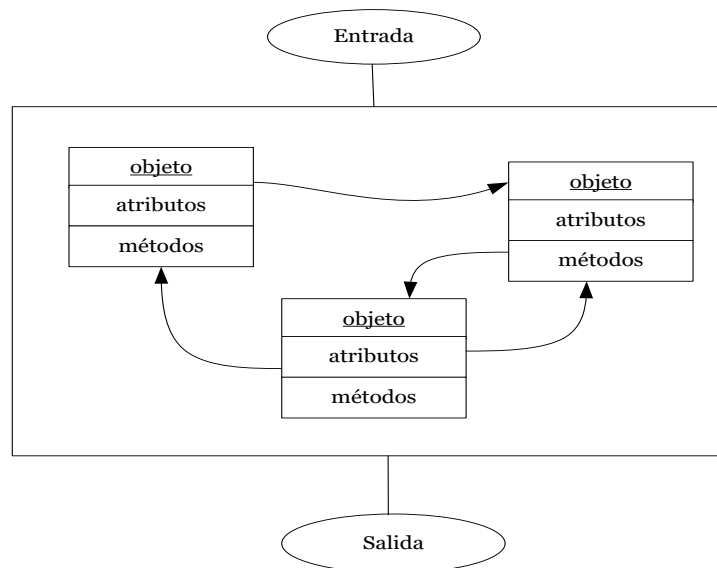 Entrada
objeto
atributos
métodos
objeto
atributos
métodos
objeto
atributos
métodos
Salida